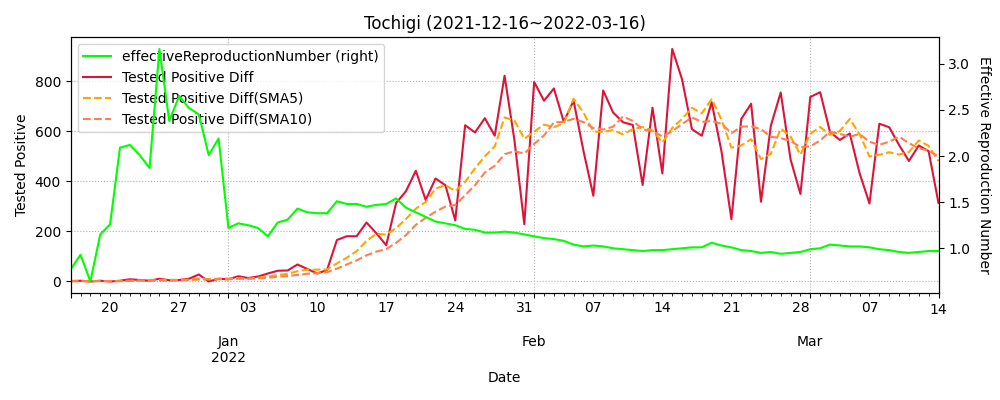 Tochigi (2021-12-16~2022-03-16)
effectiveReproductionNumber (right)
Tested Positive Diff
Tested Positive Diff(SMA5)
Tested Positive Diff(SMA10)
Tested Positive
800
600
400
200
0
3.0
2.5
2.0
1.5
1.0
Effective Reproduction Number
20 27 03 10 17 24 31 07 14 21 28 07 14
Jan Feb Mar
2022
Date